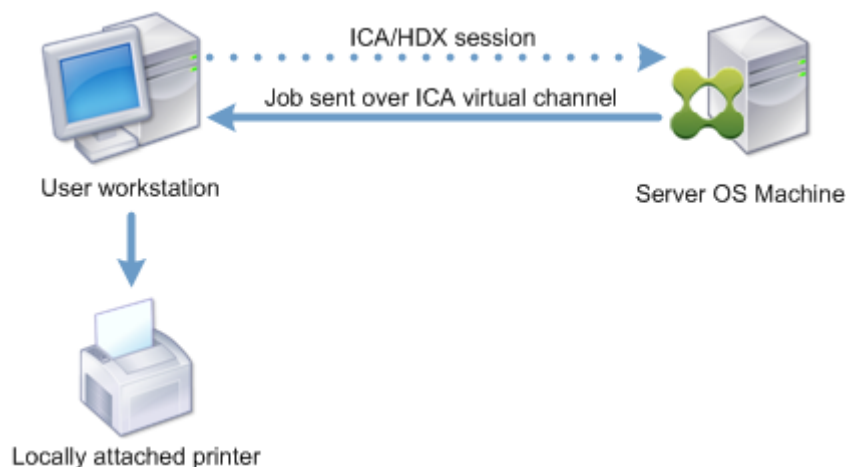 ICA/HDX session
Job sent over ICA virtual channel
User workstation
Server OS Machine
Locally attached printer